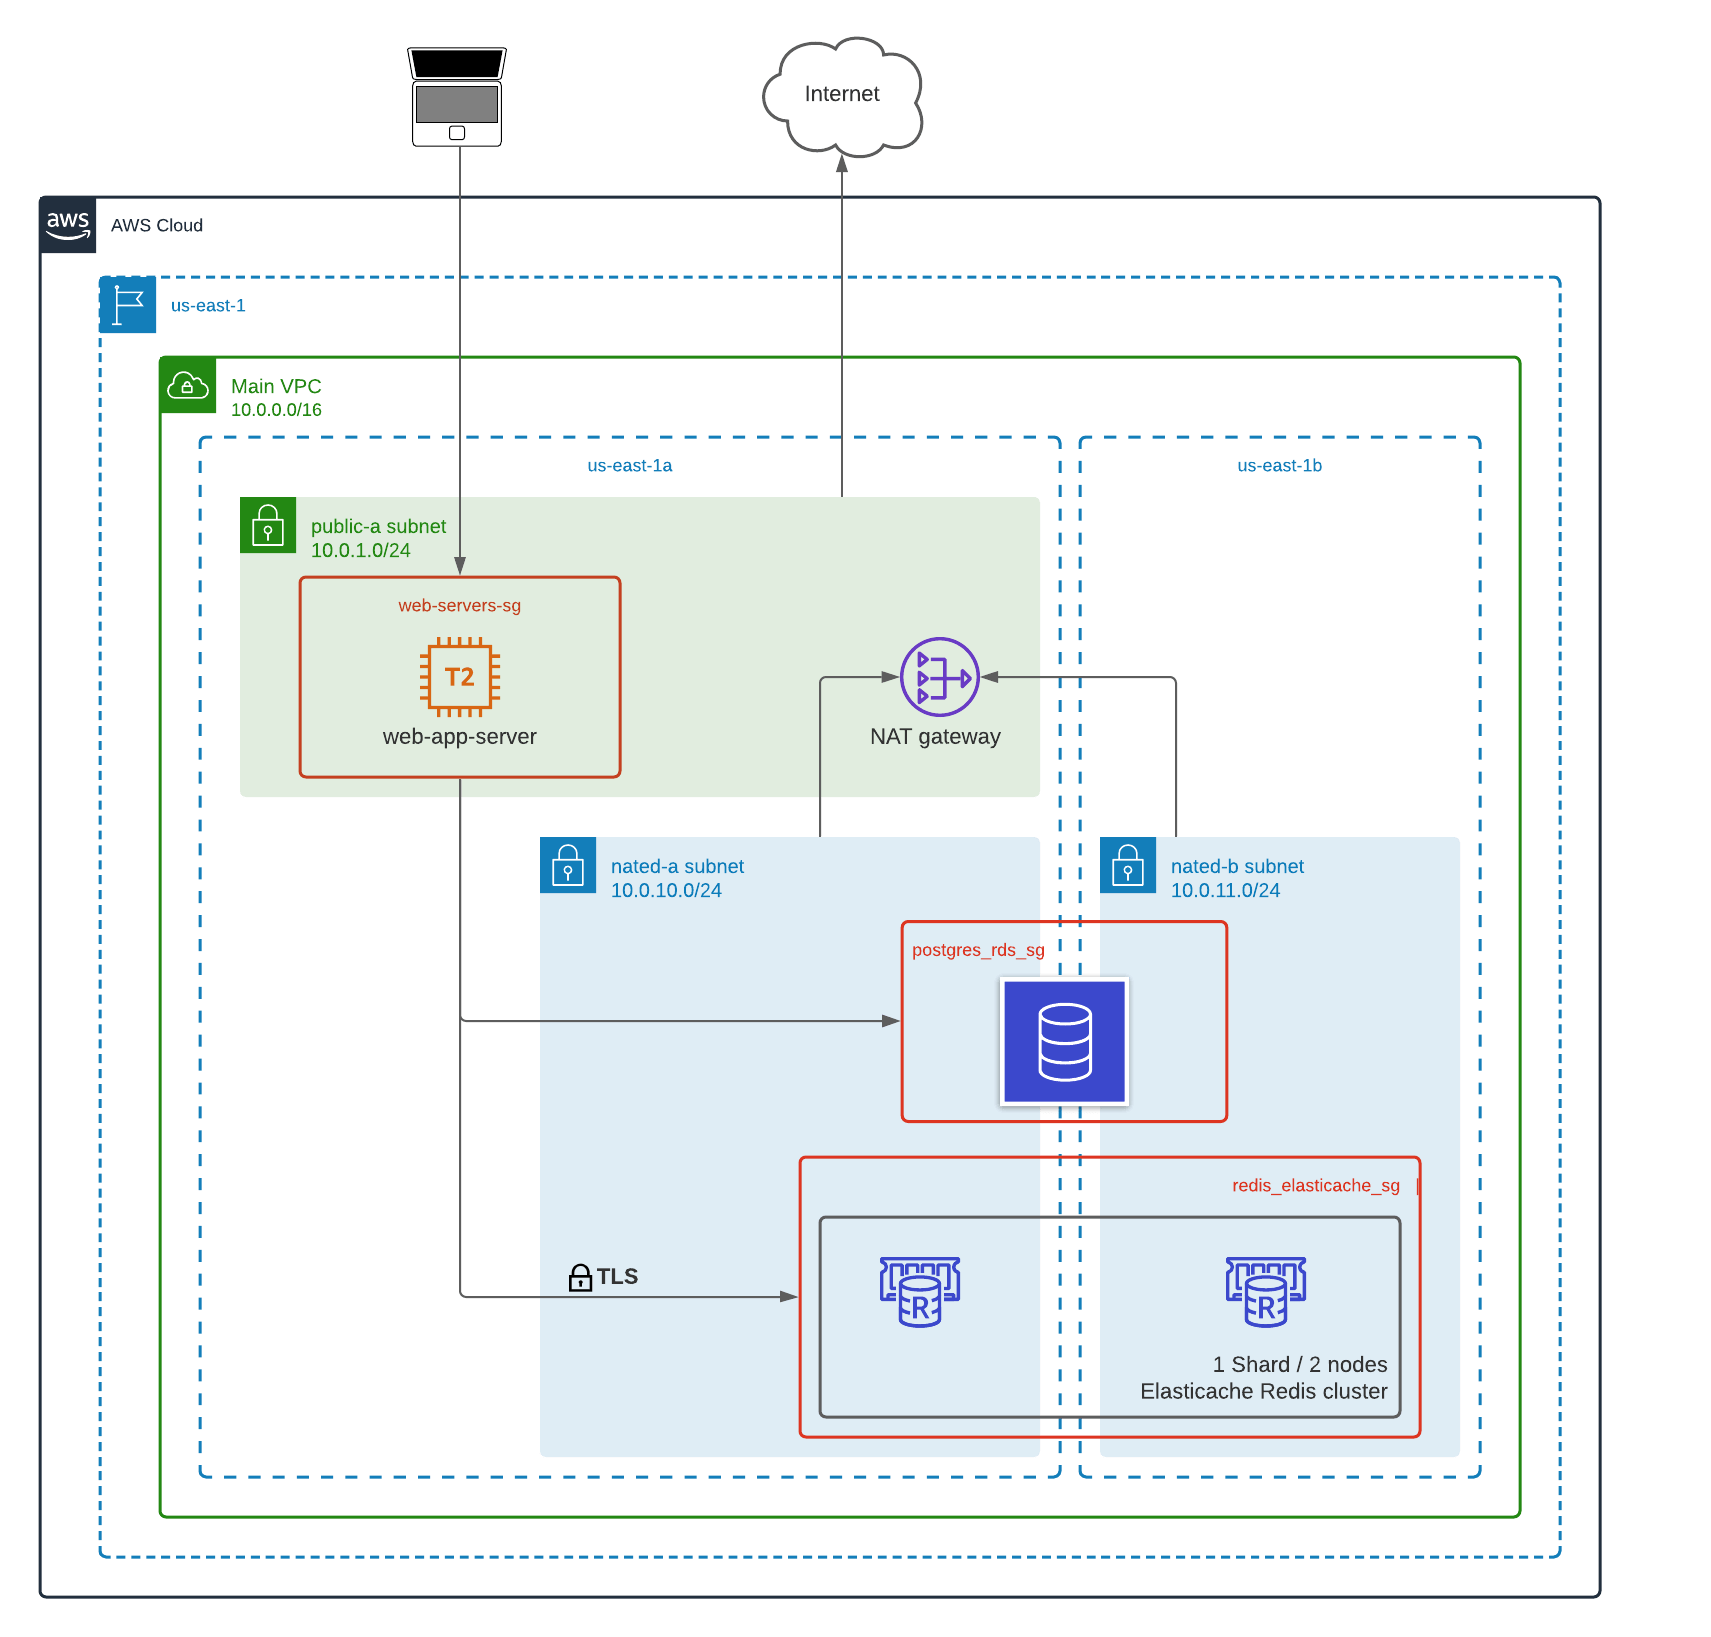 Internet
aws
AWS Cloud
us-east-1
Main VPC
10.0.0.0/16
us-east-1a
us-east-1b
public-a subnet
10.0.1.0/24
web-servers-sg
T2
web-app-server
NAT gateway
nated-a subnet
10.0.10.0/24
nated-b subnet
10.0.11.0/24
postgres_rds_sg
redis_elasticache_sg |
TLS
R
R
1 Shard / 2 nodes
Elasticache Redis cluster